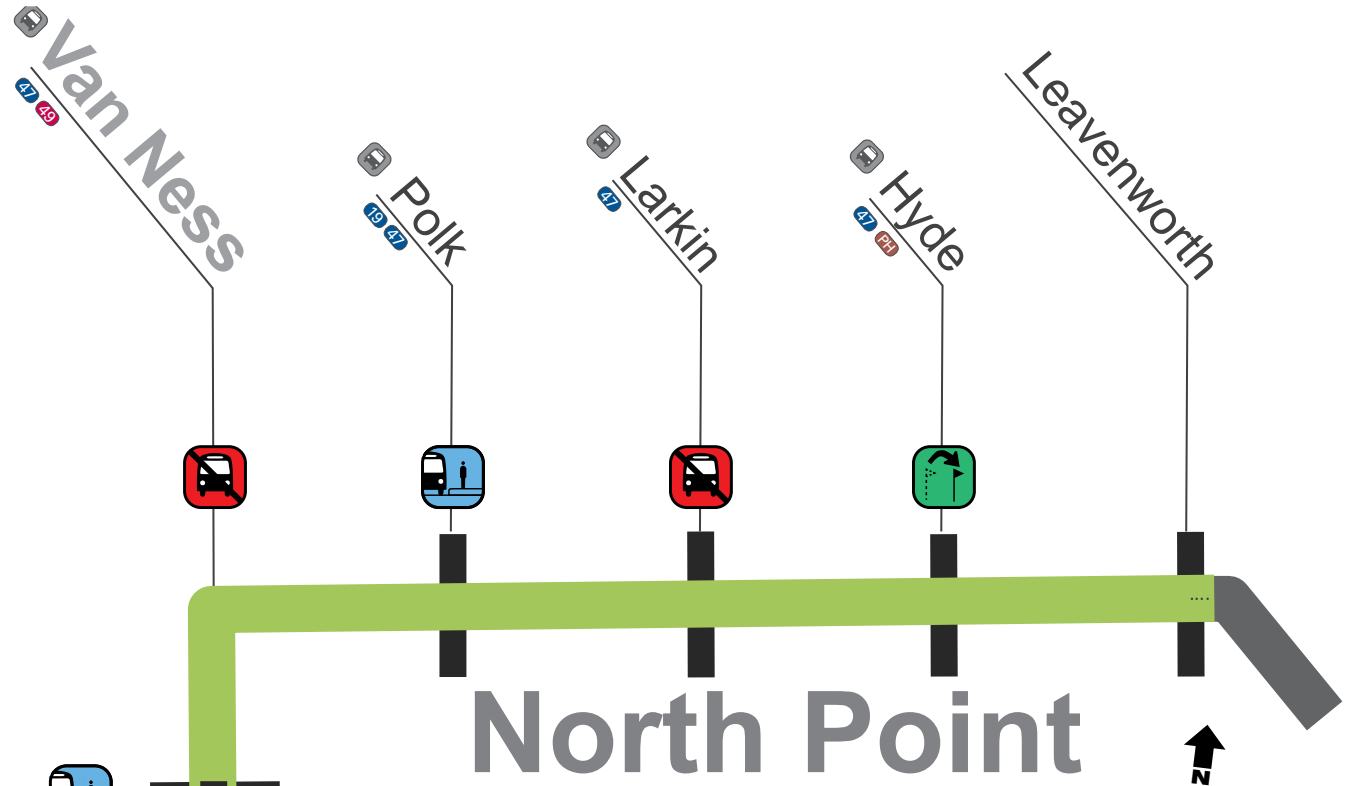 Van Ness
47 49
Polk
19 47
Larkin
47
Hyde
47 PH
Leavenworth
North Point
N